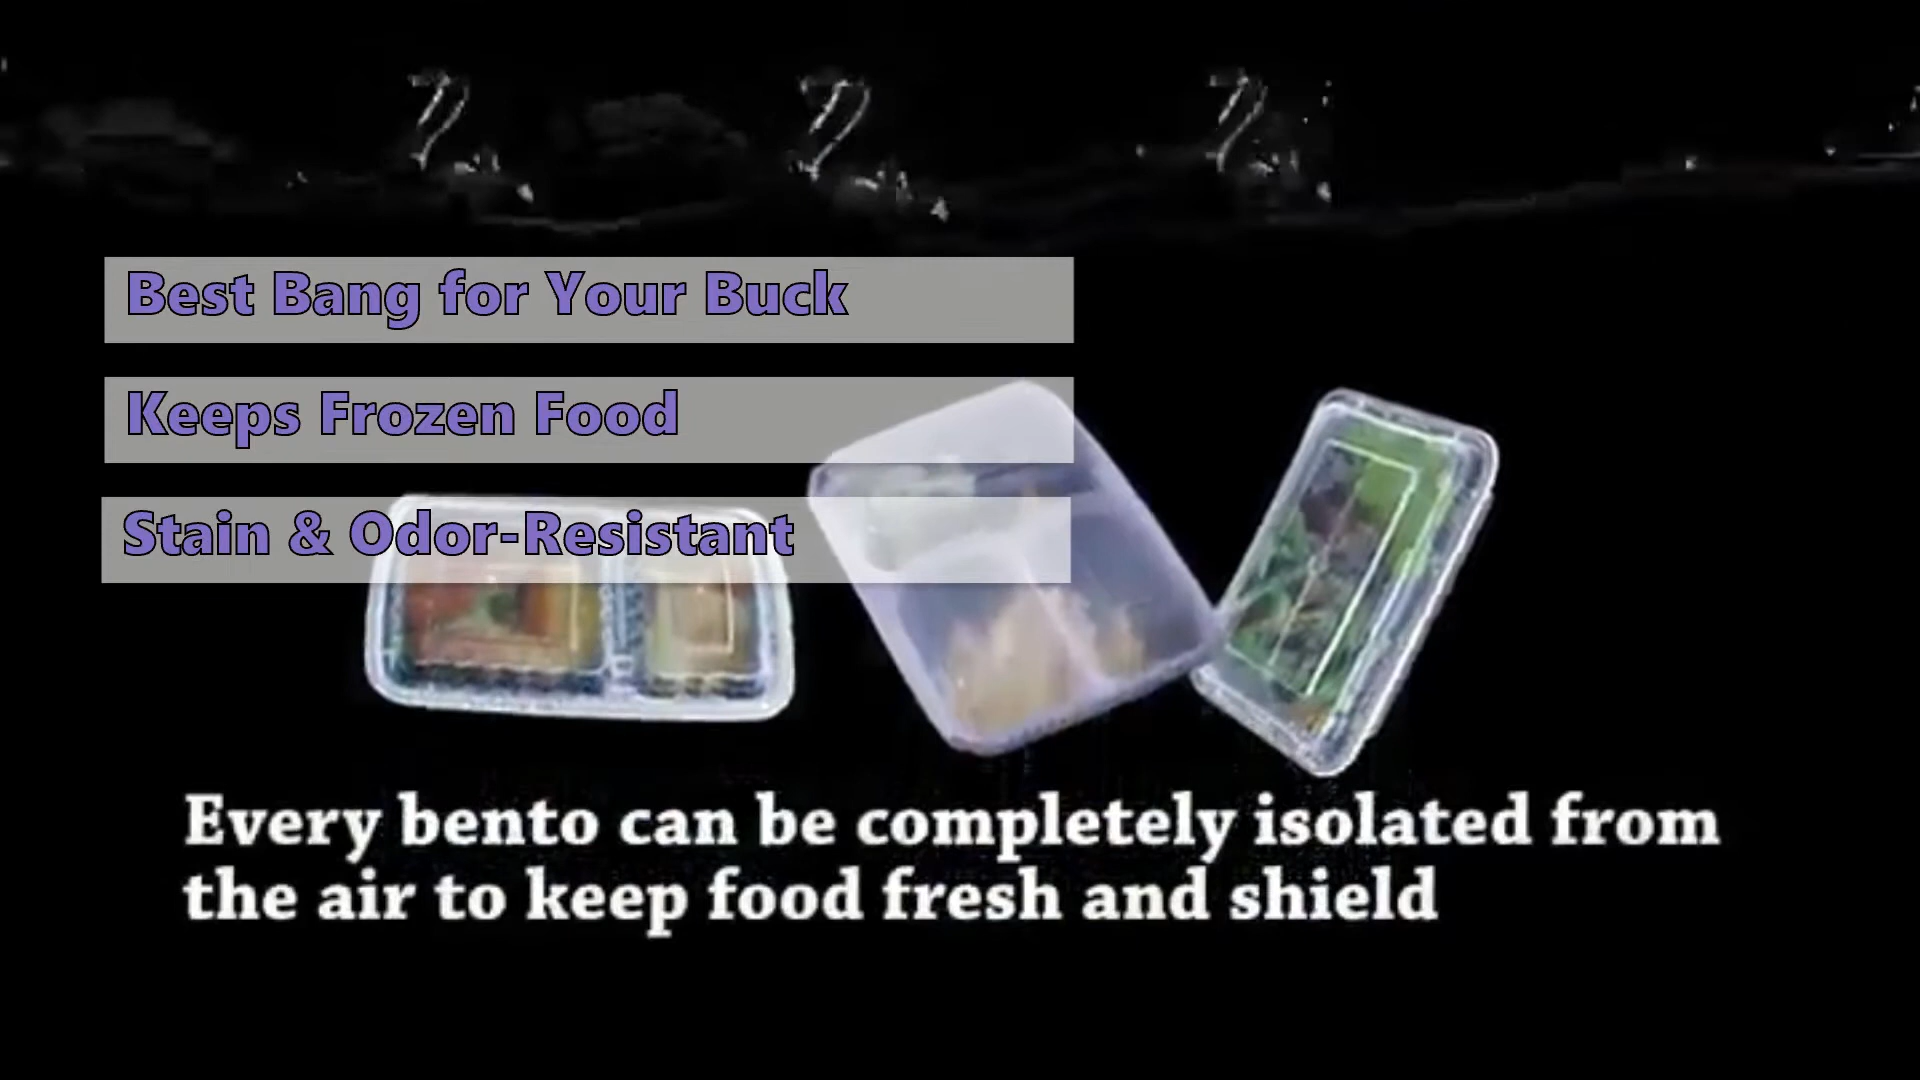 Best Bang for Your Buck
Keeps Frozen Food
Stain & Odor-Resistant
Every bento can be completely isolated from
the air to keep food fresh and shield